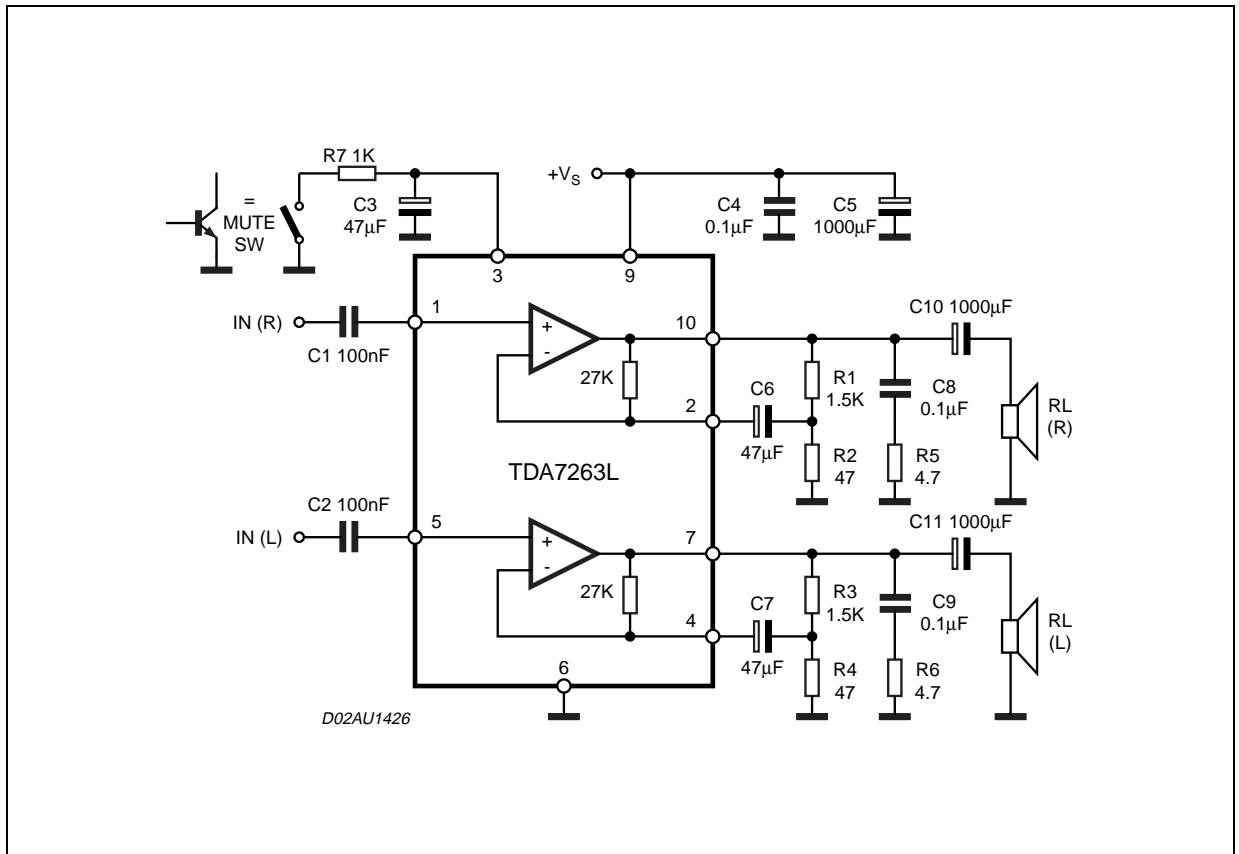 R7 1K
+VS
=
MUTE
SW
C3
47μF
C4
0.1μF
C5
1000μF
3
9
IN (R)
C1 100nF
1
+
-
27K
10
2
C10 1000μF
C6
47μF
R1
1.5K
C8
0.1μF
R2
47
R5
4.7
RL
(R)
TDA7263L
IN (L)
C2 100nF
5
+
-
27K
7
4
C11 1000μF
C7
47μF
R3
1.5K
C9
0.1μF
R4
47
R6
4.7
RL
(L)
6
D02AU1426